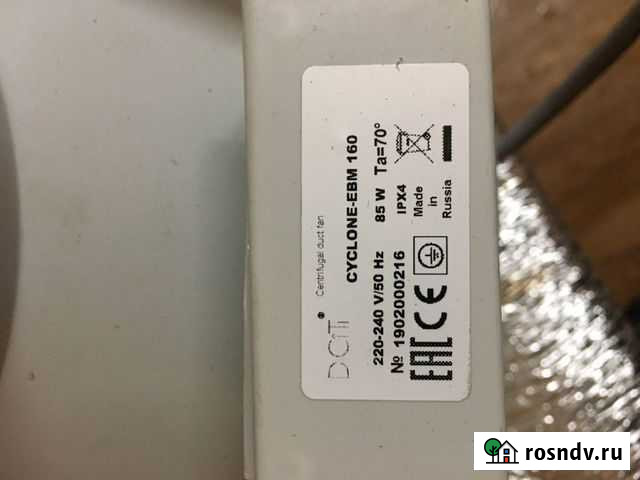 DCiTi® Centrifugal duct fan
CYCLONE-EBM 160
220-240 V/50 Hz 85 W Ta=70°
№ 1902000216 IPX4
EAC CE
Made
in
Russia
rosndv.ru